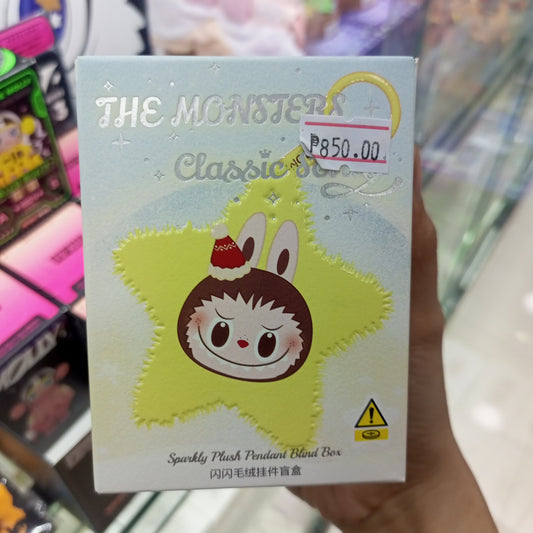 THE MONSTERS
₱850.00
Classic
Sparkly Plush Pendant Blind Box
闪闪毛绒挂件盲盒